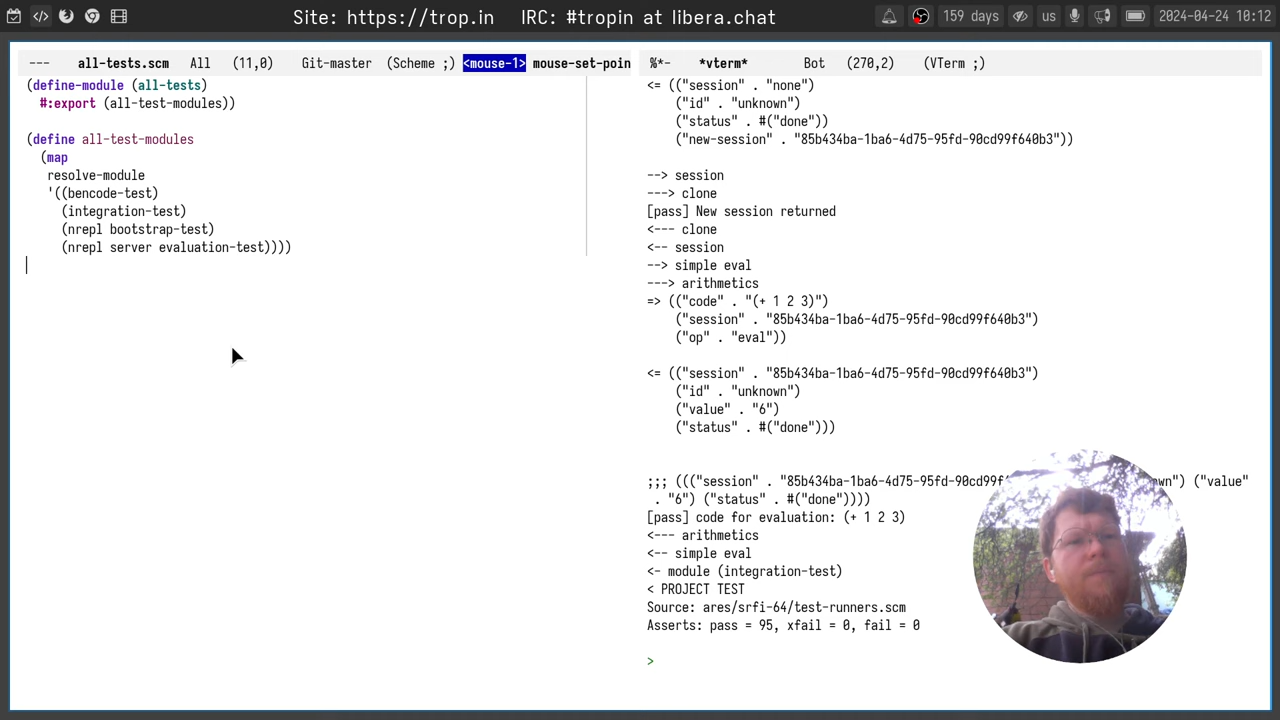 Site: https://trop.in IRC: #tropin at libera.chat
159 days
us
2024-04-24 10:12
--- all-tests.scm All (11,0) Git-master (Scheme ;) <mouse-1> mouse-set-poin
(define-module (all-tests)
#:export (all-test-modules))
(define all-test-modules
(map
resolve-module
'((bencode-test)
(integration-test)
(nrepl bootstrap-test)
(nrepl server evaluation-test))))
%*- *vterm* Bot (270,2) (VTerm ;)
<= (("session" . "none")
("id" . "unknown")
("status" . #("done"))
("new-session" . "85b434ba-1ba6-4d75-95fd-90cd99f640b3"))
--> session
---> clone
[pass] New session returned
<--- clone
<-- session
--> simple eval
---> arithmetics
=> (("code" . "(+ 1 2 3)")
("session" . "85b434ba-1ba6-4d75-95fd-90cd99f640b3")
("op" . "eval"))
<= (("session" . "85b434ba-1ba6-4d75-95fd-90cd99f640b3")
("id" . "unknown")
("value" . "6")
("status" . #("done")))
;;; ((("session" . "85b434ba-1ba6-4d75-95fd-90cd99f6 ("value"
. "6") ("status" . #("done"))))
[pass] code for evaluation: (+ 1 2 3)
<--- arithmetics
<-- simple eval
<- module (integration-test)
< PROJECT TEST
Source: ares/srfi-64/test-runners.scm
Asserts: pass = 95, xfail = 0, fail = 0
>